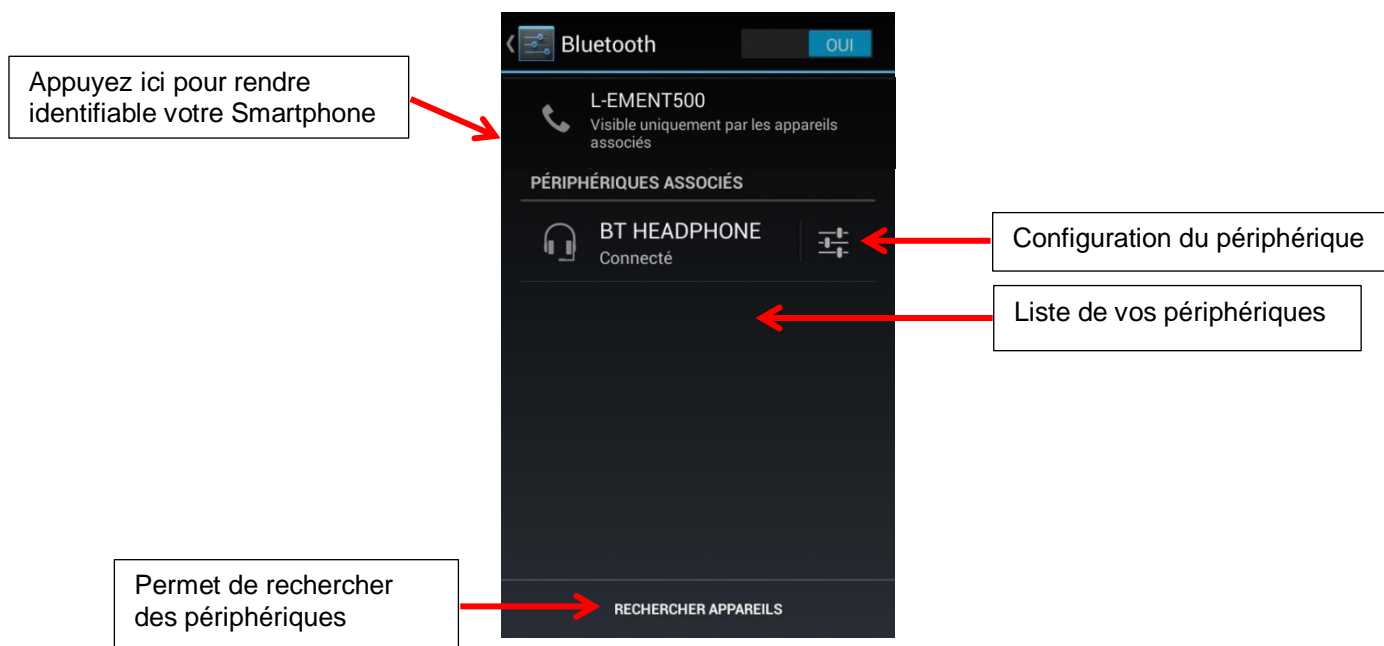 Bluetooth
OUI
Appuyez ici pour rendre
identifiable votre Smartphone
L-EMENT500
Visible uniquement par les appareils
associés
PÉRIPHÉRIQUES ASSOCIÉS
BT HEADPHONE
Connecté
Configuration du périphérique
Liste de vos périphériques
Permet de rechercher
des périphériques
RECHERCHER APPAREILS